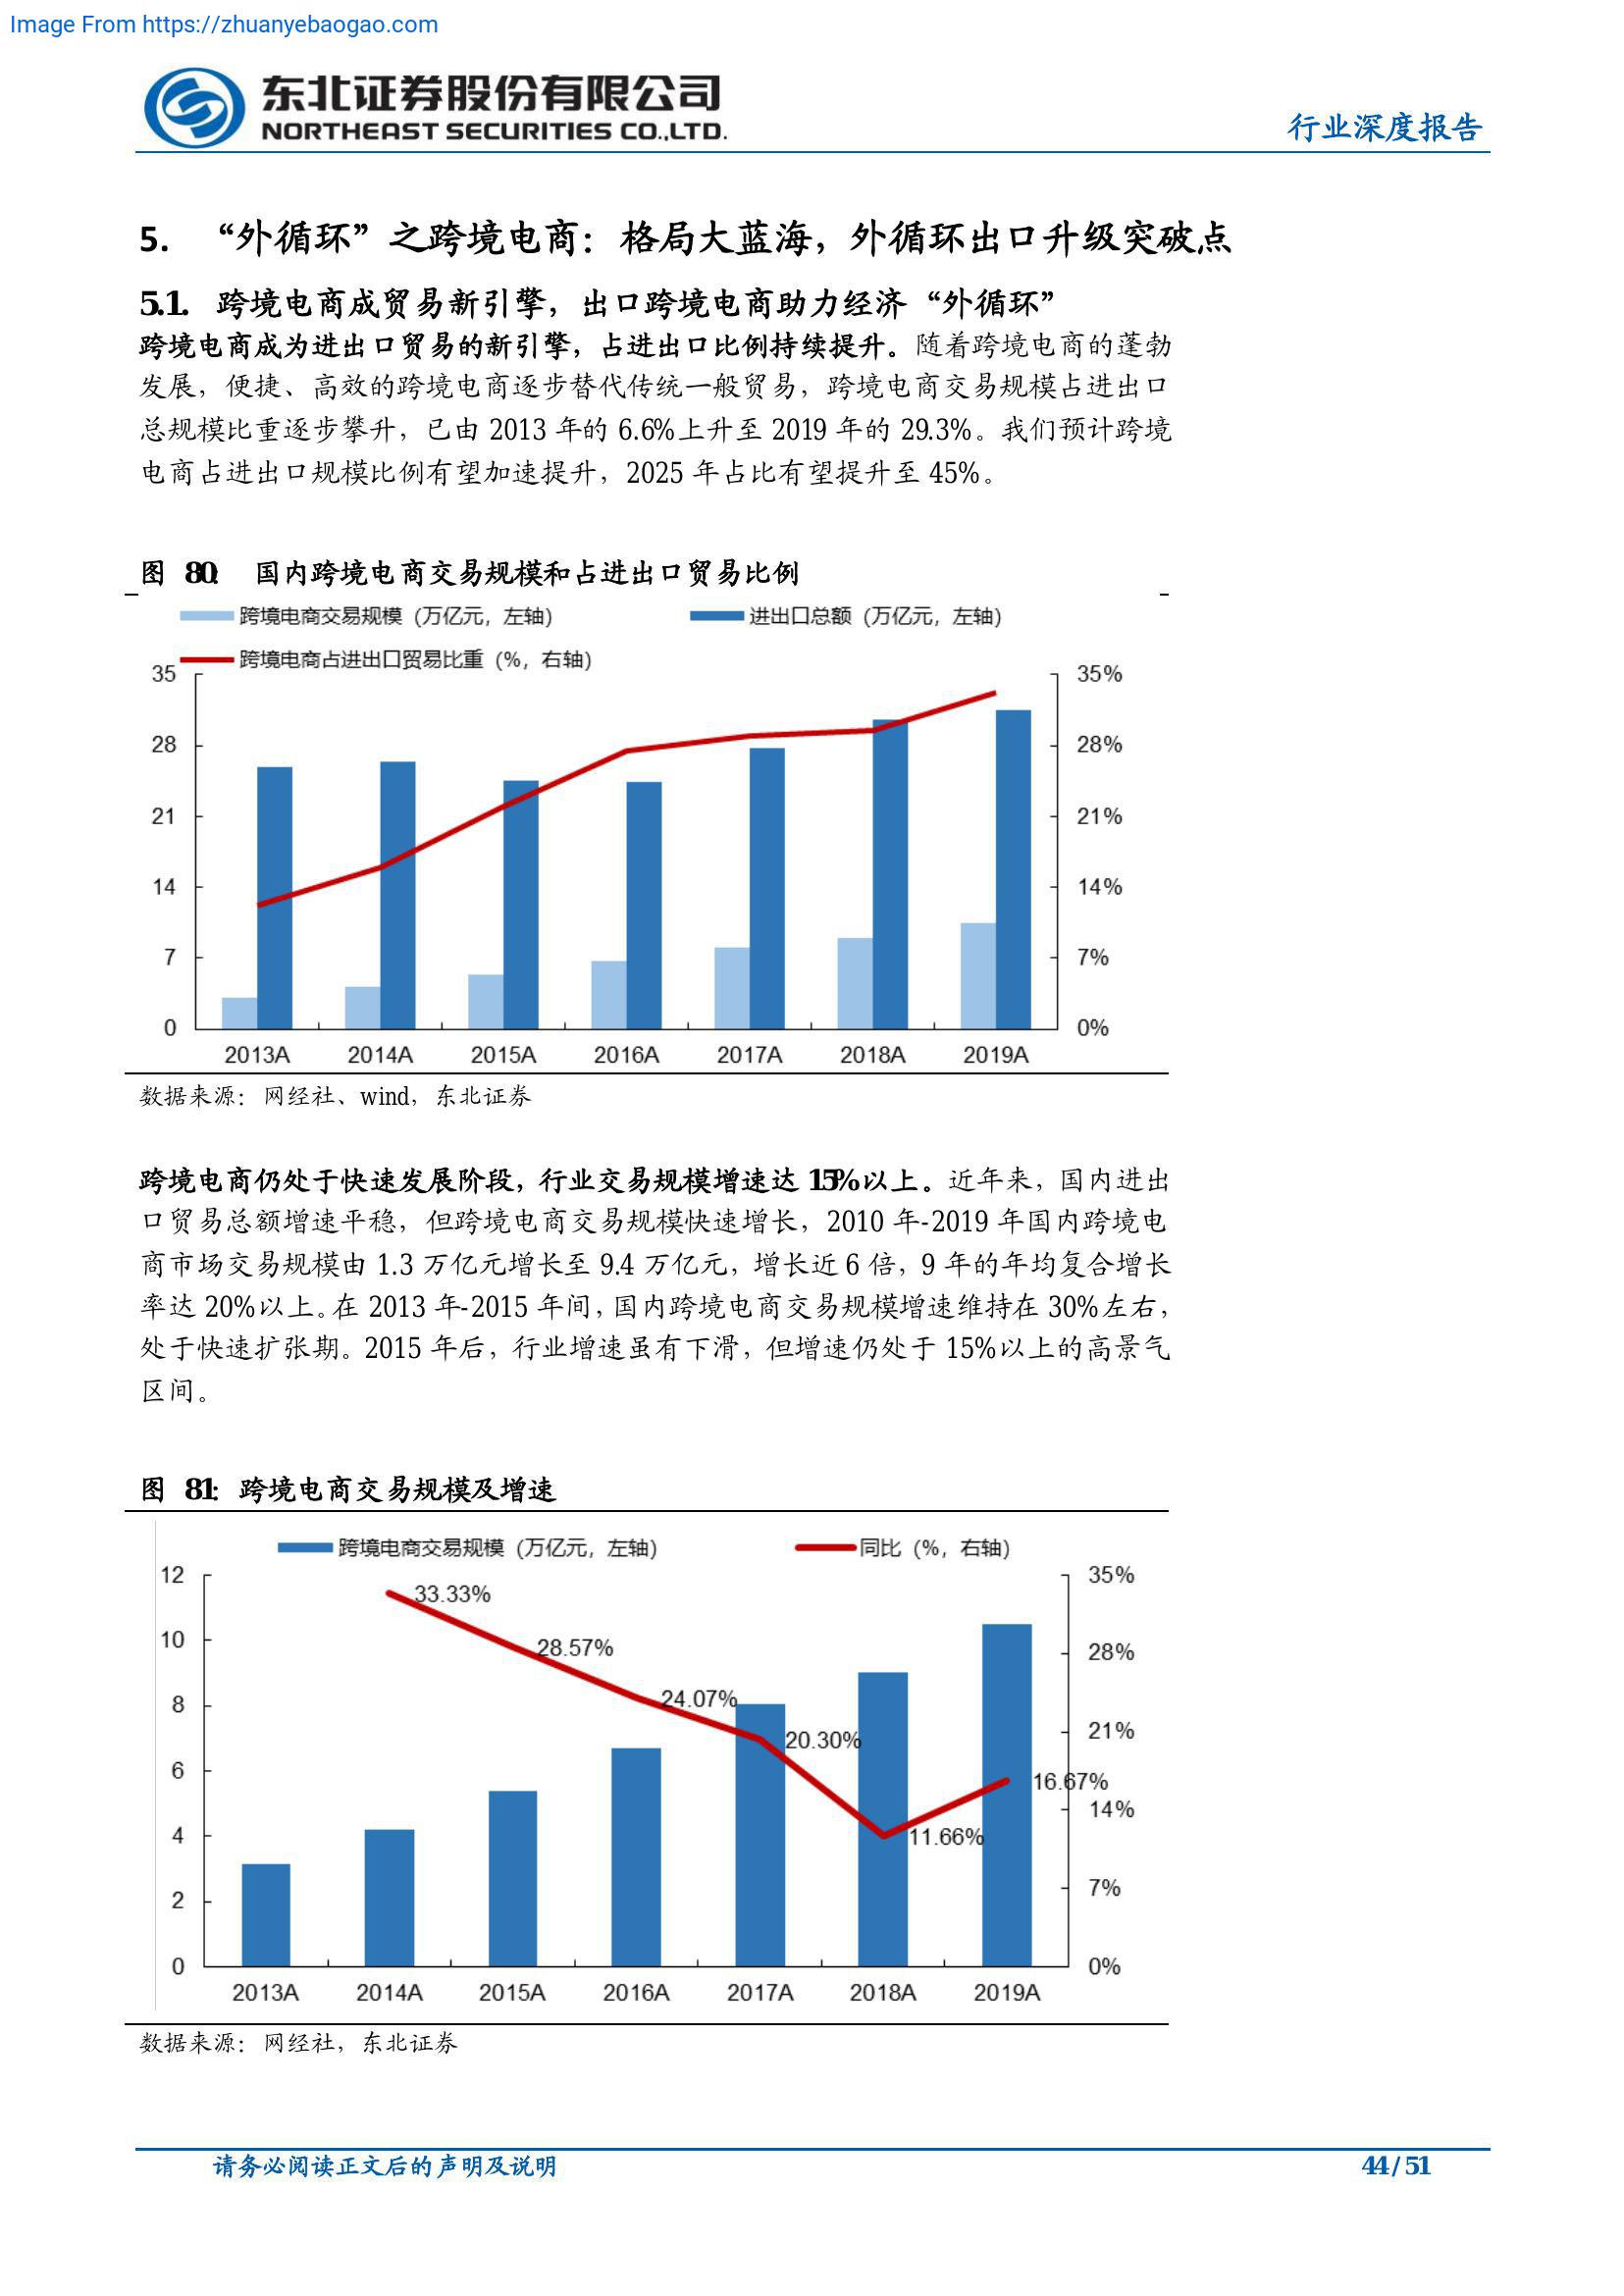 Image From https://zhuanyebaogao.com
东北证券股份有限公司
NORTHEAST SECURITIES CO.,LTD.
行业深度报告
5. “外循环”之跨境电商：格局大蓝海，外循环出口升级突破点
5.1. 跨境电商成贸易新引擎，出口跨境电商助力经济“外循环”
跨境电商成为进出口贸易的新引擎，占进出口比例持续提升。随着跨境电商的蓬勃
发展，便捷、高效的跨境电商逐步替代传统一般贸易，跨境电商交易规模占进出口
总规模比重逐步攀升，已由 2013 年的 6.6%上升至 2019 年的 29.3%。我们预计跨境
电商占进出口规模比例有望加速提升，2025 年占比有望提升至 45%。
图 80： 国内跨境电商交易规模和占进出口贸易比例
跨境电商交易规模（万亿元，左轴） 进出口总额（万亿元，左轴）
跨境电商占进出口贸易比重（%，右轴）
35 35%
28 28%
21 21%
14 14%
7 7%
0 0%
2013A 2014A 2015A 2016A 2017A 2018A 2019A
数据来源：网经社、wind，东北证券
跨境电商仍处于快速发展阶段，行业交易规模增速达 15%以上。近年来，国内进出
口贸易总额增速平稳，但跨境电商交易规模快速增长，2010 年-2019 年国内跨境电
商市场交易规模由 1.3 万亿元增长至 9.4 万亿元，增长近 6 倍，9 年的年均复合增长
率达 20%以上。在 2013 年-2015 年间，国内跨境电商交易规模增速维持在 30%左右，
处于快速扩张期。2015 年后，行业增速虽有下滑，但增速仍处于 15%以上的高景气
区间。
图 81：跨境电商交易规模及增速
跨境电商交易规模（万亿元，左轴） 同比（%，右轴）
12 35%
33.33%
10 28%
28.57%
8 24.07%
21%
20.30%
6 16.67%
14%
4 11.66%
2 7%
0 0%
2013A 2014A 2015A 2016A 2017A 2018A 2019A
数据来源：网经社，东北证券
请务必阅读正文后的声明及说明 44 / 51